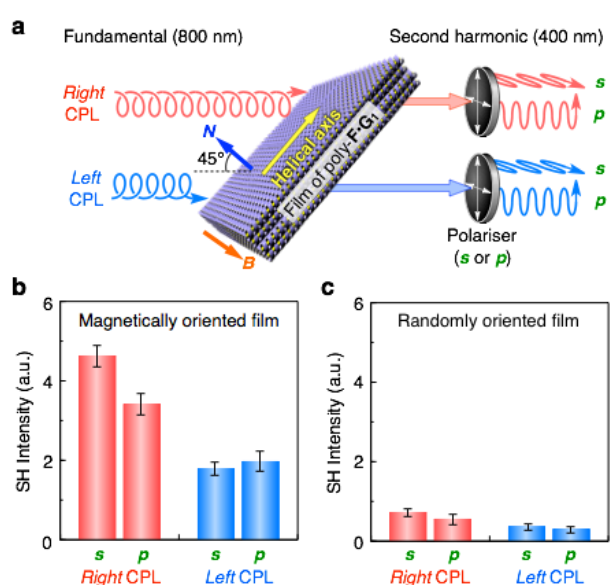 a
Fundamental (800 nm)
Second harmonic (400 nm)
Right
CPL
N
45°
Left
CPL
Helical axis
Film of poly-F·G1
B
s
p
s
p
Polariser
(s or p)
b
Magnetically oriented film
SH Intensity (a.u.)
6
4
2
0
s p s p
Right CPL Left CPL
c
Randomly oriented film
SH Intensity (a.u.)
6
4
2
0
s p s p
Right CPL Left CPL